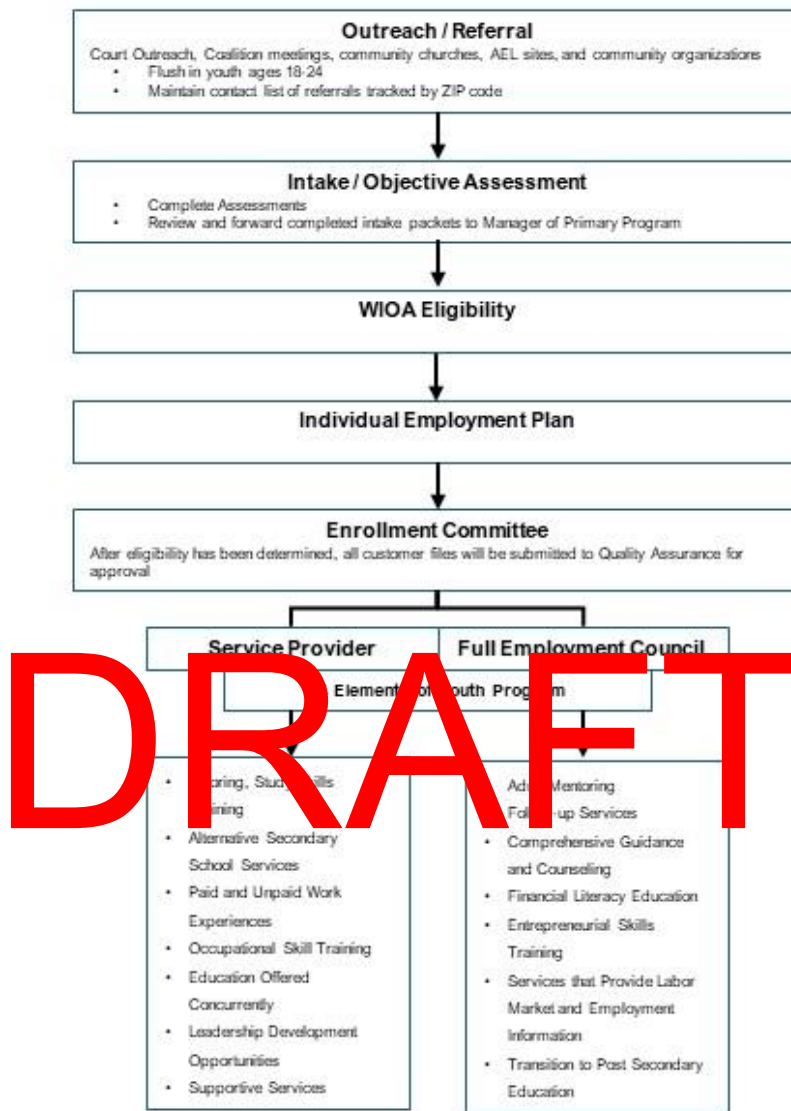 Outreach / Referral
Court Outreach, Coalition meetings, community churches, AEL sites, and community organizations
• Flush in youth ages 18-24
• Maintain contact list of referrals tracked by ZIP code
Intake / Objective Assessment
• Complete Assessments
• Review and forward completed intake packets to Manager of Primary Program
WIOA Eligibility
Individual Employment Plan
Enrollment Committee
After eligibility has been determined, all customer files will be submitted to Quality Assurance for
approval
Service Provider
Full Employment Council
Program
DRAFT
• Study
• Alternative Secondary
School Services
• Paid and Unpaid Work
Experiences
• Occupational Skill Training
• Education Offered
Concurrently
• Leadership Development
Opportunities
• Supportive Services
Mentoring
Services
• Comprehensive Guidance
and Counseling
• Financial Literacy Education
• Entrepreneurial Skills
Training
• Services that Provide Labor
Market and Employment
Information
• Transition to Post Secondary
Education